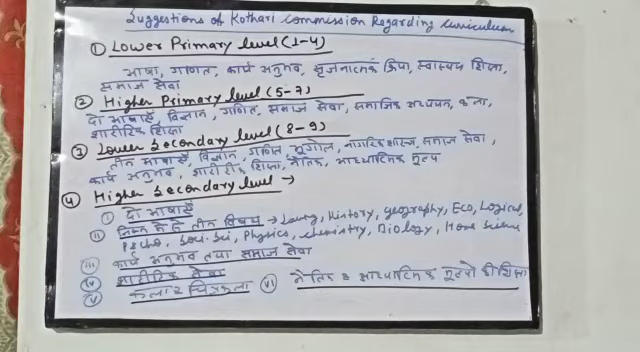 Suggestions of Kothari Commission Regarding Curriculum
① Lower Primary level (1-4)
भाषा, गणित, कार्य अनुभव, सृजनात्मक क्रिया, स्वास्थ्य शिक्षा,
समाज सेवा
② Higher Primary level (5-7)
दो भाषाएँ, विज्ञान, गणित, समाज सेवा, समाजिक अध्ययन, कला,
शारीरिक शिक्षा
③ Lower Secondary level (8-9)
तीन भाषाएँ, विज्ञान, गणित, भूगोल, नागरिक शास्त्र, समाज सेवा,
कार्य अनुभव, शारीरिक शिक्षा, नैतिक, आध्यात्मिक मूल्य
④ Higher Secondary level →
① दो भाषाएँ
ii निम्न में से तीन विषय → Lang, History, geography, Eco, Logical,
Psycho, Soci. Sci, Physics, chemistry, Biology, Home Science
iii कार्य अनुभव तथा समाज सेवा
iv शारीरिक सेवा
v कला व चित्रकला vi नैतिक व आध्यात्मिक मूल्यों की शिक्षा